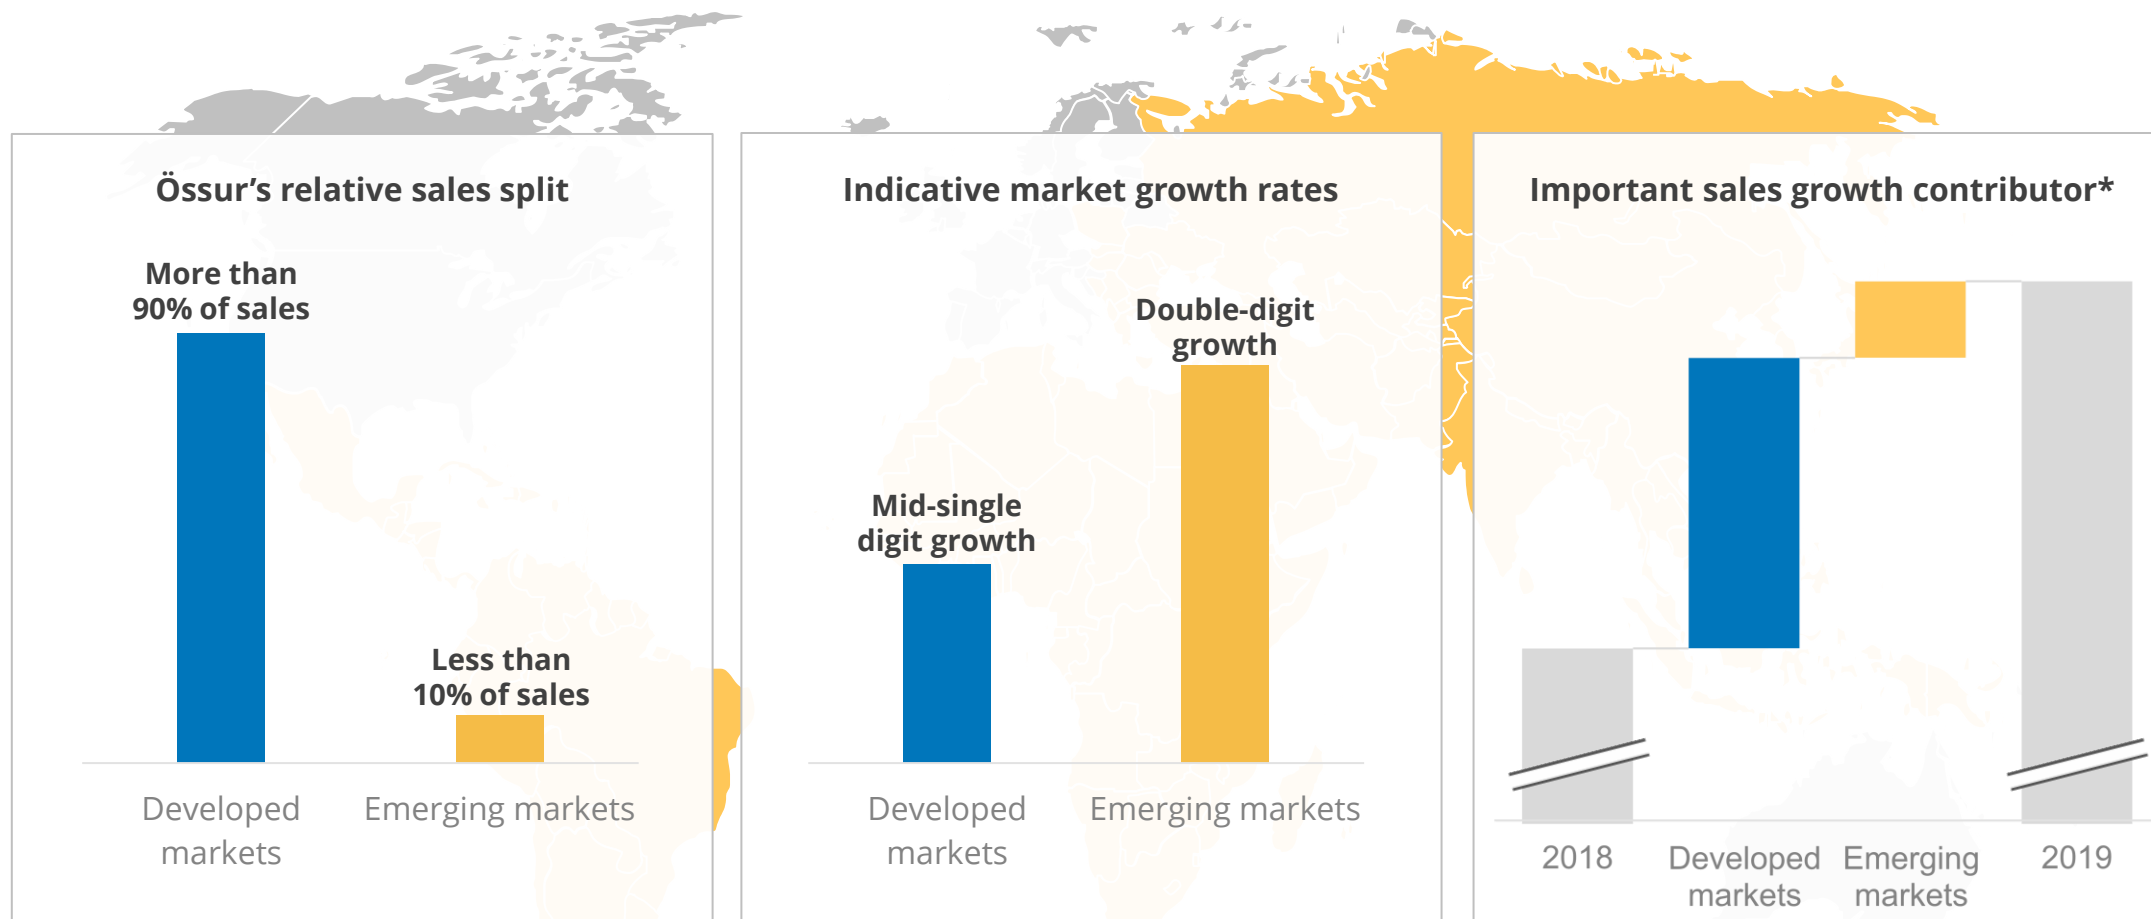 Össur’s relative sales split
More than
90% of sales
Less than
10% of sales
Developed
markets
Emerging markets
Indicative market growth rates
Mid-single
digit growth
Double-digit
growth
Developed
markets
Emerging markets
Important sales growth contributor*
2018
Developed
markets
Emerging
markets
2019